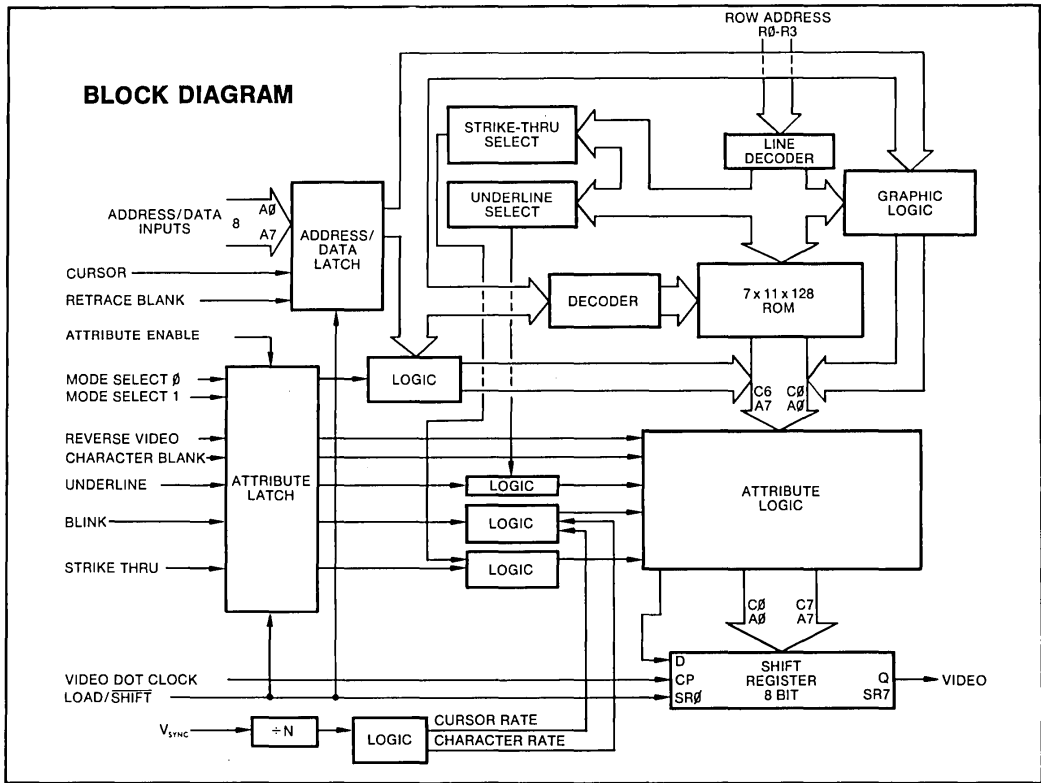 ROW ADDRESS
RØ-R3
BLOCK DIAGRAM
STRIKE-THRU
SELECT
LINE
DECODER
GRAPHIC
LOGIC
UNDERLINE
SELECT
ADDRESS/DATA
INPUTS
8
AØ
A7
ADDRESS/
DATA
LATCH
CURSOR
RETRACE BLANK
DECODER
7 x 11 x 128
ROM
ATTRIBUTE ENABLE
MODE SELECT Ø
MODE SELECT 1
LOGIC
C6
A7
CØ
AØ
REVERSE VIDEO
CHARACTER BLANK
UNDERLINE
BLINK
STRIKE THRU
ATTRIBUTE
LATCH
LOGIC
LOGIC
LOGIC
ATTRIBUTE
LOGIC
CØ
AØ
C7
A7
VIDEO DOT CLOCK
LOAD/SHIFT
D
CP
SRØ
SHIFT
REGISTER
8 BIT
Q
SR7
VIDEO
VSYNC
÷N
LOGIC
CURSOR RATE
CHARACTER RATE